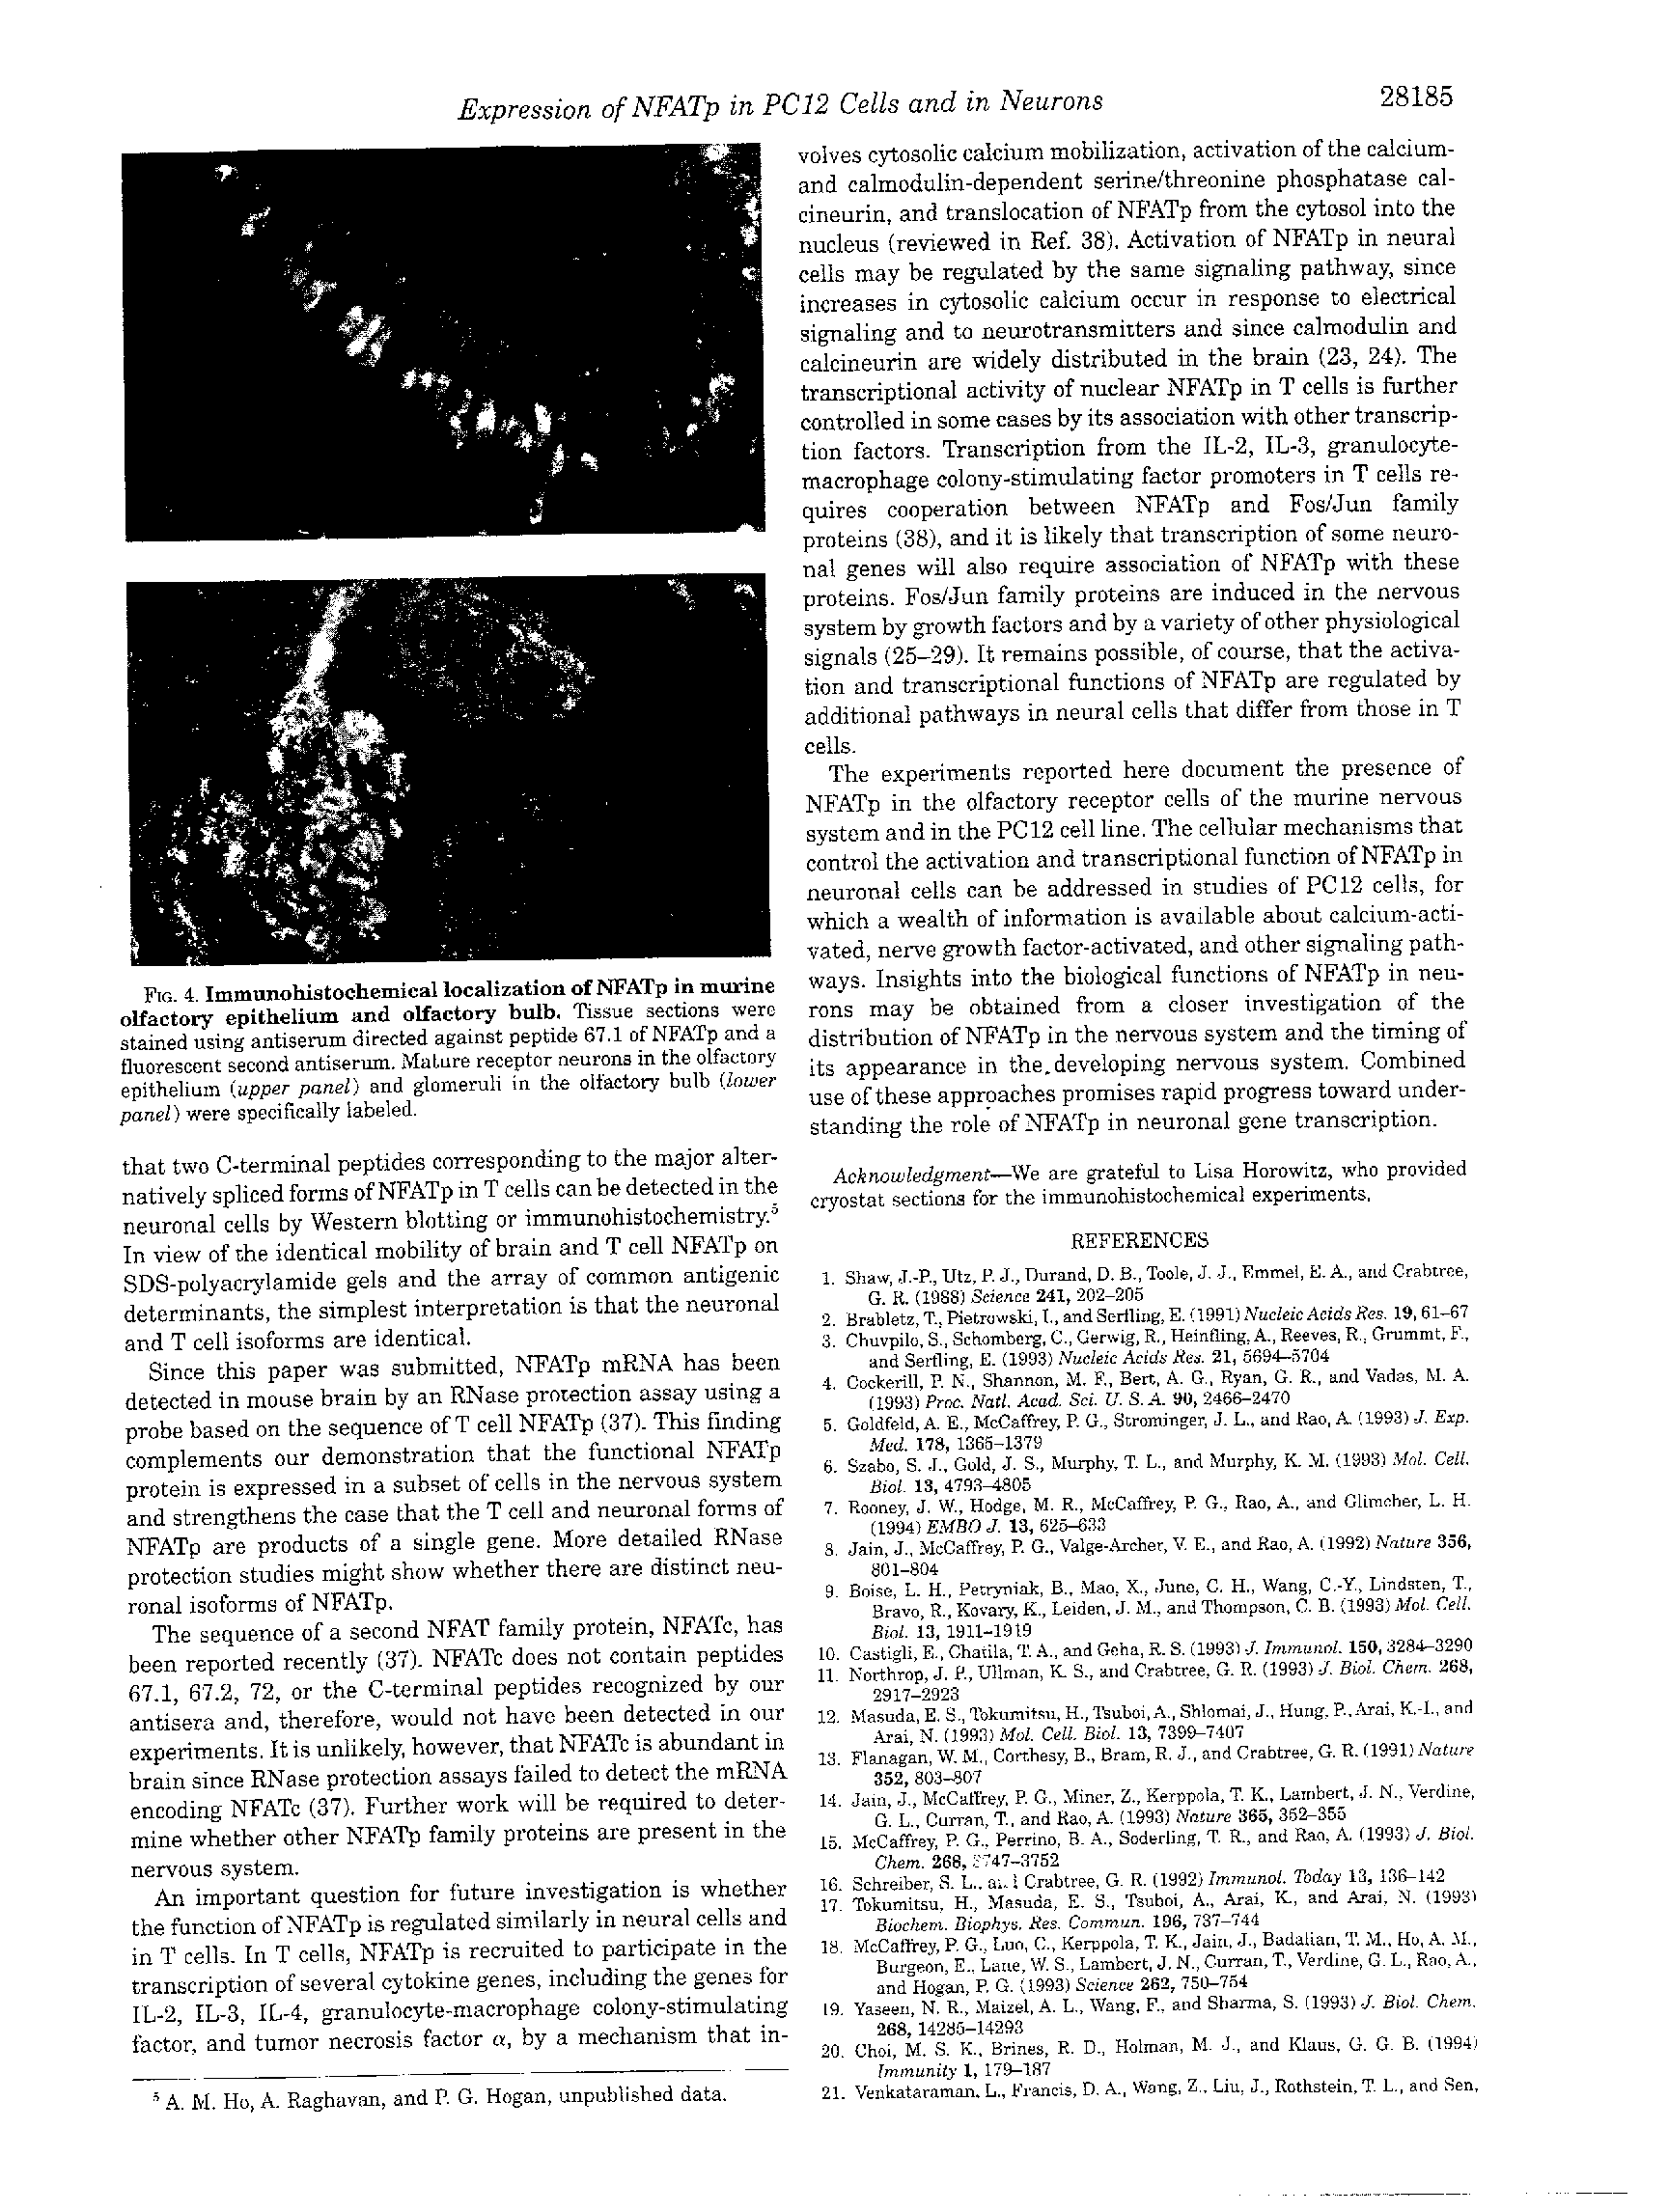 Expression of NFATp in PC12 Cells and in Neurons
28185
FIG. 4. Immunohistochemical localization of NFATp in murine
olfactory epithelium and olfactory bulb. Tissue sections were
stained using antiserum directed against peptide 67.1 of NFATp and a
fluorescent second antiserum. Mature receptor neurons in the olfactory
epithelium (upper panel) and glomeruli in the olfactory bulb (lower
panel) were specifically labeled.
that two C-terminal peptides corresponding to the major alter-
natively spliced forms of NFATp in T cells can be detected in the
neuronal cells by Western blotting or immunohistochemistry.⁵
In view of the identical mobility of brain and T cell NFATp on
SDS-polyacrylamide gels and the array of common antigenic
determinants, the simplest interpretation is that the neuronal
and T cell isoforms are identical.
Since this paper was submitted, NFATp mRNA has been
detected in mouse brain by an RNase protection assay using a
probe based on the sequence of T cell NFATp (37). This finding
complements our demonstration that the functional NFATp
protein is expressed in a subset of cells in the nervous system
and strengthens the case that the T cell and neuronal forms of
NFATp are products of a single gene. More detailed RNase
protection studies might show whether there are distinct neu-
ronal isoforms of NFATp.
The sequence of a second NFAT family protein, NFATc, has
been reported recently (37). NFATc does not contain peptides
67.1, 67.2, 72, or the C-terminal peptides recognized by our
antisera and, therefore, would not have been detected in our
experiments. It is unlikely, however, that NFATc is abundant in
brain since RNase protection assays failed to detect the mRNA
encoding NFATc (37). Further work will be required to deter-
mine whether other NFATp family proteins are present in the
nervous system.
An important question for future investigation is whether
the function of NFATp is regulated similarly in neural cells and
in T cells. In T cells, NFATp is recruited to participate in the
transcription of several cytokine genes, including the genes for
IL-2, IL-3, IL-4, granulocyte-macrophage colony-stimulating
factor, and tumor necrosis factor α, by a mechanism that in-
⁵ A. M. Ho, A. Raghavan, and P. G. Hogan, unpublished data.
volves cytosolic calcium mobilization, activation of the calcium-
and calmodulin-dependent serine/threonine phosphatase cal-
cineurin, and translocation of NFATp from the cytosol into the
nucleus (reviewed in Ref. 38). Activation of NFATp in neural
cells may be regulated by the same signaling pathway, since
increases in cytosolic calcium occur in response to electrical
signaling and to neurotransmitters and since calmodulin and
calcineurin are widely distributed in the brain (23, 24). The
transcriptional activity of nuclear NFATp in T cells is further
controlled in some cases by its association with other transcrip-
tion factors. Transcription from the IL-2, IL-3, granulocyte-
macrophage colony-stimulating factor promoters in T cells re-
quires cooperation between NFATp and Fos/Jun family
proteins (38), and it is likely that transcription of some neuro-
nal genes will also require association of NFATp with these
proteins. Fos/Jun family proteins are induced in the nervous
system by growth factors and by a variety of other physiological
signals (25–29). It remains possible, of course, that the activa-
tion and transcriptional functions of NFATp are regulated by
additional pathways in neural cells that differ from those in T
cells.
The experiments reported here document the presence of
NFATp in the olfactory receptor cells of the murine nervous
system and in the PC12 cell line. The cellular mechanisms that
control the activation and transcriptional function of NFATp in
neuronal cells can be addressed in studies of PC12 cells, for
which a wealth of information is available about calcium-acti-
vated, nerve growth factor-activated, and other signaling path-
ways. Insights into the biological functions of NFATp in neu-
rons may be obtained from a closer investigation of the
distribution of NFATp in the nervous system and the timing of
its appearance in the developing nervous system. Combined
use of these approaches promises rapid progress toward under-
standing the role of NFATp in neuronal gene transcription.
Acknowledgment—We are grateful to Lisa Horowitz, who provided
cryostat sections for the immunohistochemical experiments.
REFERENCES
1. Shaw, J.-P., Utz, P. J., Durand, D. B., Toole, J. J., Emmel, E. A., and Crabtree,
G. R. (1988) Science 241, 202–205
2. Brabletz, T., Pietrowski, I., and Serfling, E. (1991) Nucleic Acids Res. 19, 61–67
3. Chuvpilo, S., Schomberg, C., Gerwig, R., Heinfling, A., Reeves, R., Grummt, F.,
and Serfling, E. (1993) Nucleic Acids Res. 21, 5694–5704
4. Cockerill, P. N., Shannon, M. F., Bert, A. G., Ryan, G. R., and Vadas, M. A.
(1993) Proc. Natl. Acad. Sci. U. S. A. 90, 2466–2470
5. Goldfeld, A. E., McCaffrey, P. G., Strominger, J. L., and Rao, A. (1993) J. Exp.
Med. 178, 1365–1379
6. Szabo, S. J., Gold, J. S., Murphy, T. L., and Murphy, K. M. (1993) Mol. Cell.
Biol. 13, 4793–4805
7. Rooney, J. W., Hodge, M. R., McCaffrey, P. G., Rao, A., and Glimcher, L. H.
(1994) EMBO J. 13, 625–633
8. Jain, J., McCaffrey, P. G., Valge-Archer, V. E., and Rao, A. (1992) Nature 356,
801–804
9. Boise, L. H., Petryniak, B., Mao, X., June, C. H., Wang, C.-Y., Lindsten, T.,
Bravo, R., Kovary, K., Leiden, J. M., and Thompson, C. B. (1993) Mol. Cell.
Biol. 13, 1911–1919
10. Castigli, E., Chatila, T. A., and Geha, R. S. (1993) J. Immunol. 150, 3284–3290
11. Northrop, J. P., Ullman, K. S., and Crabtree, G. R. (1993) J. Biol. Chem. 268,
2917–2923
12. Masuda, E. S., Tokumitsu, H., Tsuboi, A., Shlomai, J., Hung, P., Arai, K.-I., and
Arai, N. (1993) Mol. Cell. Biol. 13, 7399–7407
13. Flanagan, W. M., Corthesy, B., Bram, R. J., and Crabtree, G. R. (1991) Nature
352, 803–807
14. Jain, J., McCaffrey, P. G., Miner, Z., Kerppola, T. K., Lambert, J. N., Verdine,
G. L., Curran, T., and Rao, A. (1993) Nature 365, 352–355
15. McCaffrey, P. G., Perrino, B. A., Soderling, T. R., and Rao, A. (1993) J. Biol.
Chem. 268, 3747–3752
16. Schreiber, S. L., and Crabtree, G. R. (1992) Immunol. Today 13, 136–142
17. Tokumitsu, H., Masuda, E. S., Tsuboi, A., Arai, K., and Arai, N. (1993)
Biochem. Biophys. Res. Commun. 196, 737–744
18. McCaffrey, P. G., Luo, C., Kerppola, T. K., Jain, J., Badalian, T. M., Ho, A. M.,
Burgeon, E., Lane, W. S., Lambert, J. N., Curran, T., Verdine, G. L., Rao, A.,
and Hogan, P. G. (1993) Science 262, 750–754
19. Yaseen, N. R., Maizel, A. L., Wang, F., and Sharma, S. (1993) J. Biol. Chem.
268, 14285–14293
20. Choi, M. S. K., Brines, R. D., Holman, M. J., and Klaus, G. G. B. (1994)
Immunity 1, 179–187
21. Venkataraman, L., Francis, D. A., Wang, Z., Liu, J., Rothstein, T. L., and Sen,